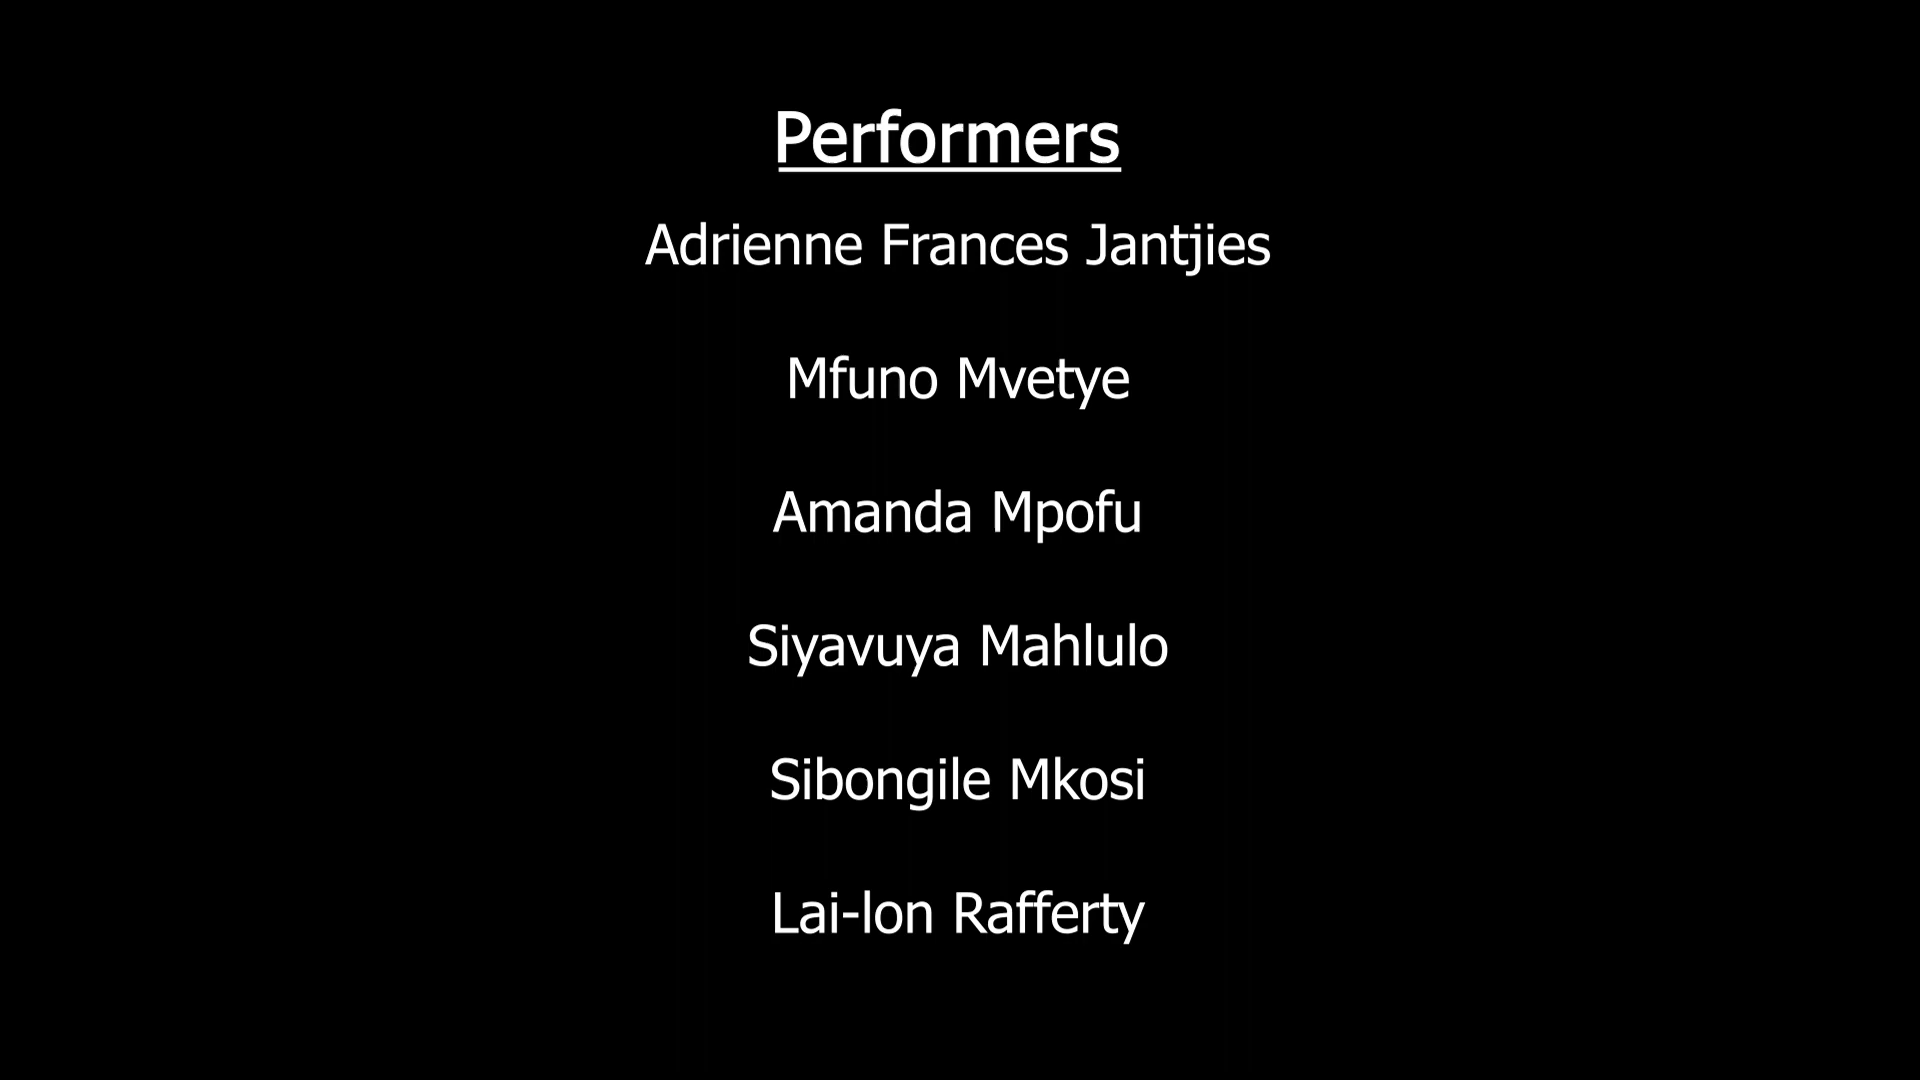 Performers
Adrienne Frances Jantjies
Mfuno Mvetye
Amanda Mpofu
Siyavuya Mahlulo
Sibongile Mkosi
Lai-lon Rafferty